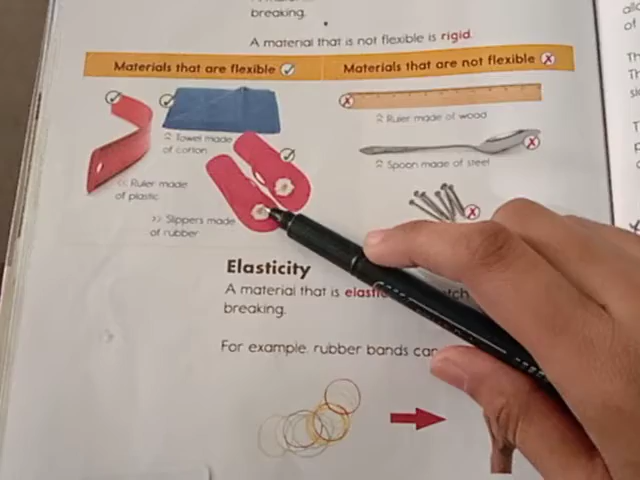 breaking.
A material that is not flexible is rigid.
Materials that are flexible
Materials that are not flexible
Towel made
of cotton
Ruler made of wood
Spoon made of steel
<< Ruler made
of plastic
>> Slippers made
of rubber
Elasticity
A material that is elastic
breaking.
For example, rubber bands can